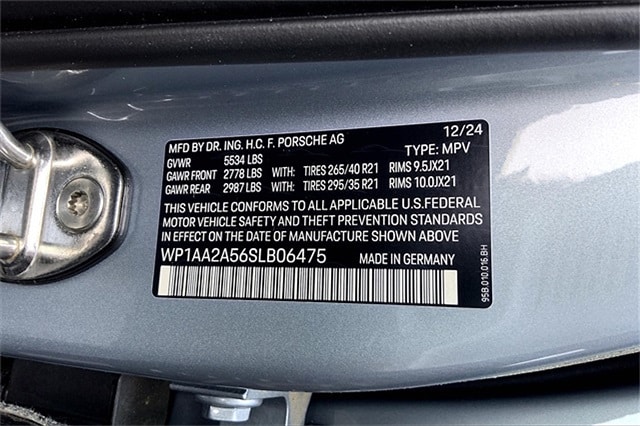 MFD BY DR. ING. H.C. F. PORSCHE AG 12/24
GVWR 5534 LBS TYPE: MPV
GAWR FRONT 2778 LBS WITH: TIRES 265/40 R21 RIMS 9.5JX21
GAWR REAR 2987 LBS WITH: TIRES 295/35 R21 RIMS 10.0JX21
THIS VEHICLE CONFORMS TO ALL APPLICABLE U.S.FEDERAL
MOTOR VEHICLE SAFETY AND THEFT PREVENTION STANDARDS
IN EFFECT ON THE DATE OF MANUFACTURE SHOWN ABOVE
WP1AA2A56SLB06475 MADE IN GERMANY
95B.010.016.BH